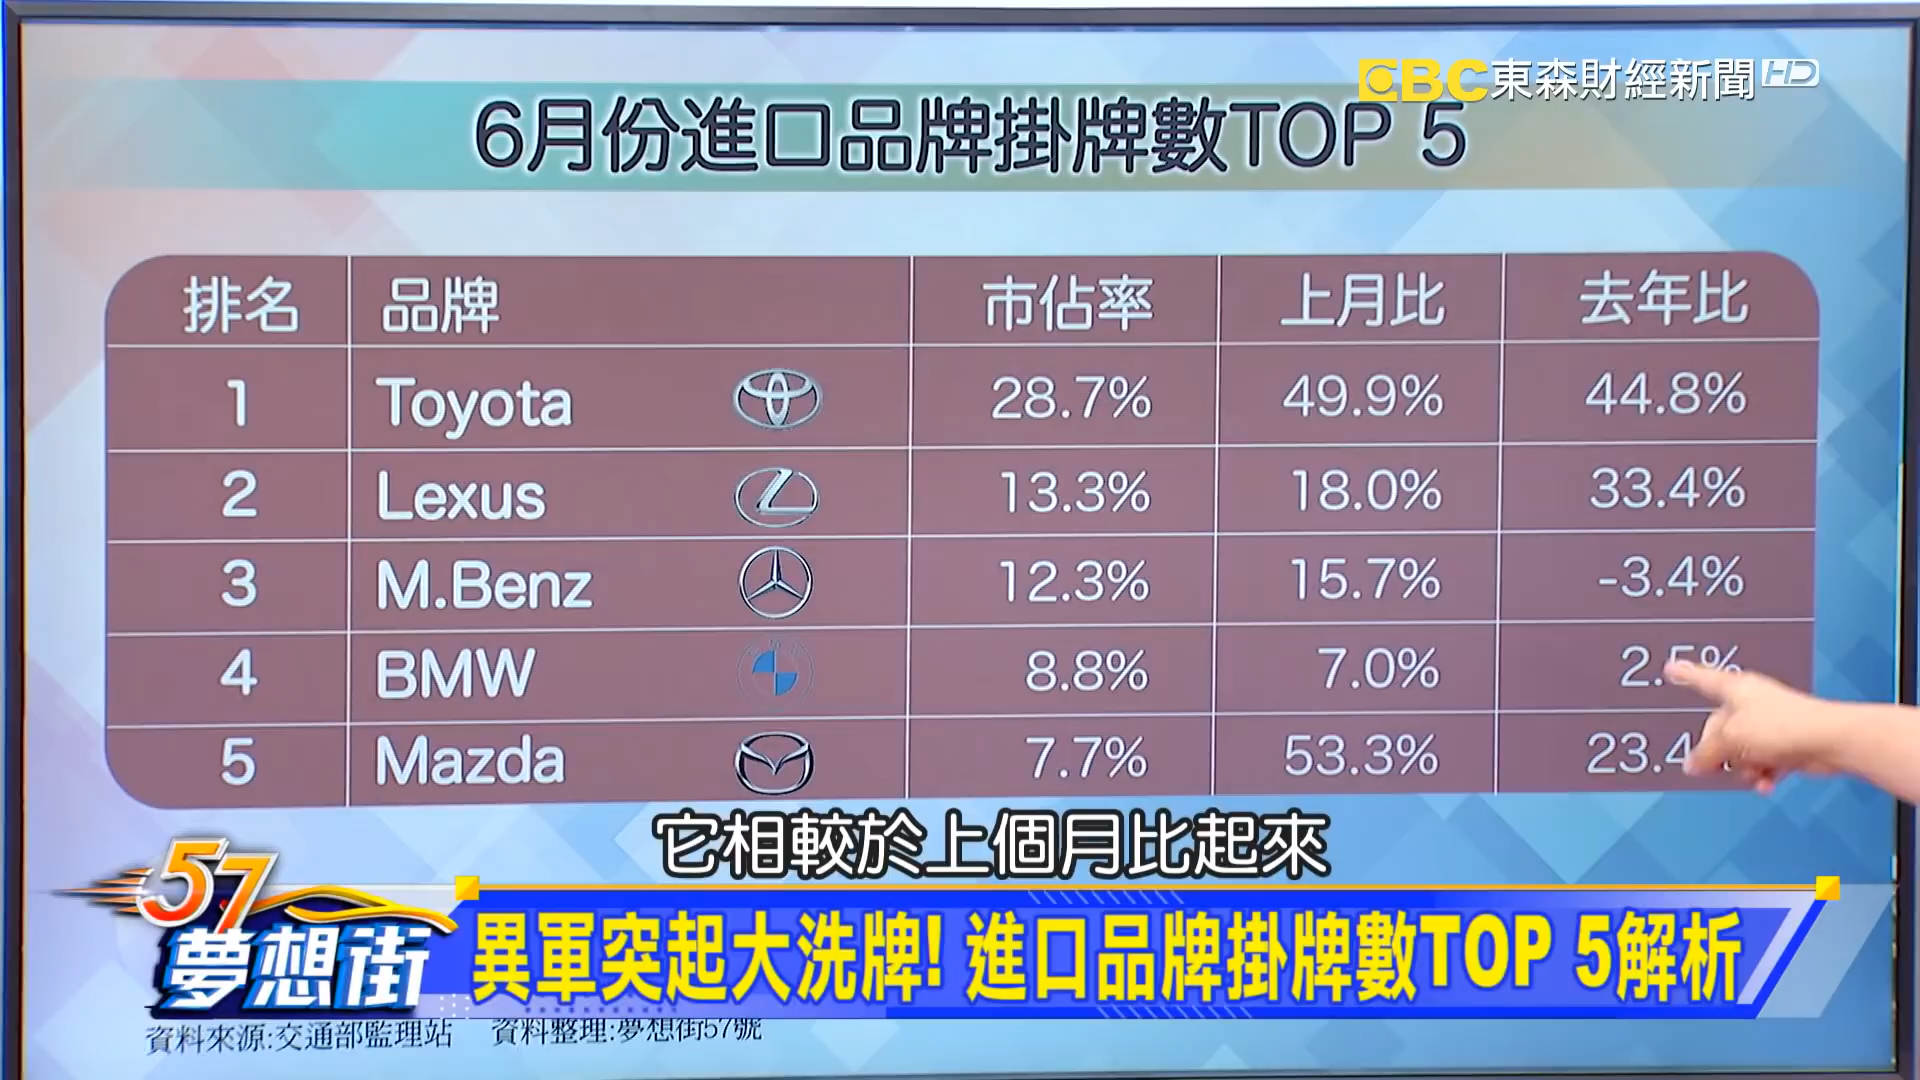 EBC東森財經新聞HD
6月份進口品牌掛牌數TOP 5
排名 品牌 市佔率 上月比 去年比
1 Toyota 28.7% 49.9% 44.8%
2 Lexus 13.3% 18.0% 33.4%
3 M.Benz 12.3% 15.7% -3.4%
4 BMW 8.8% 7.0% 2.5%
5 Mazda 7.7% 53.3% 23.4
它相較於上個月比起來
57夢想街
異軍突起大洗牌! 進口品牌掛牌數TOP 5解析
資料來源:交通部監理站 資料整理:夢想街57號